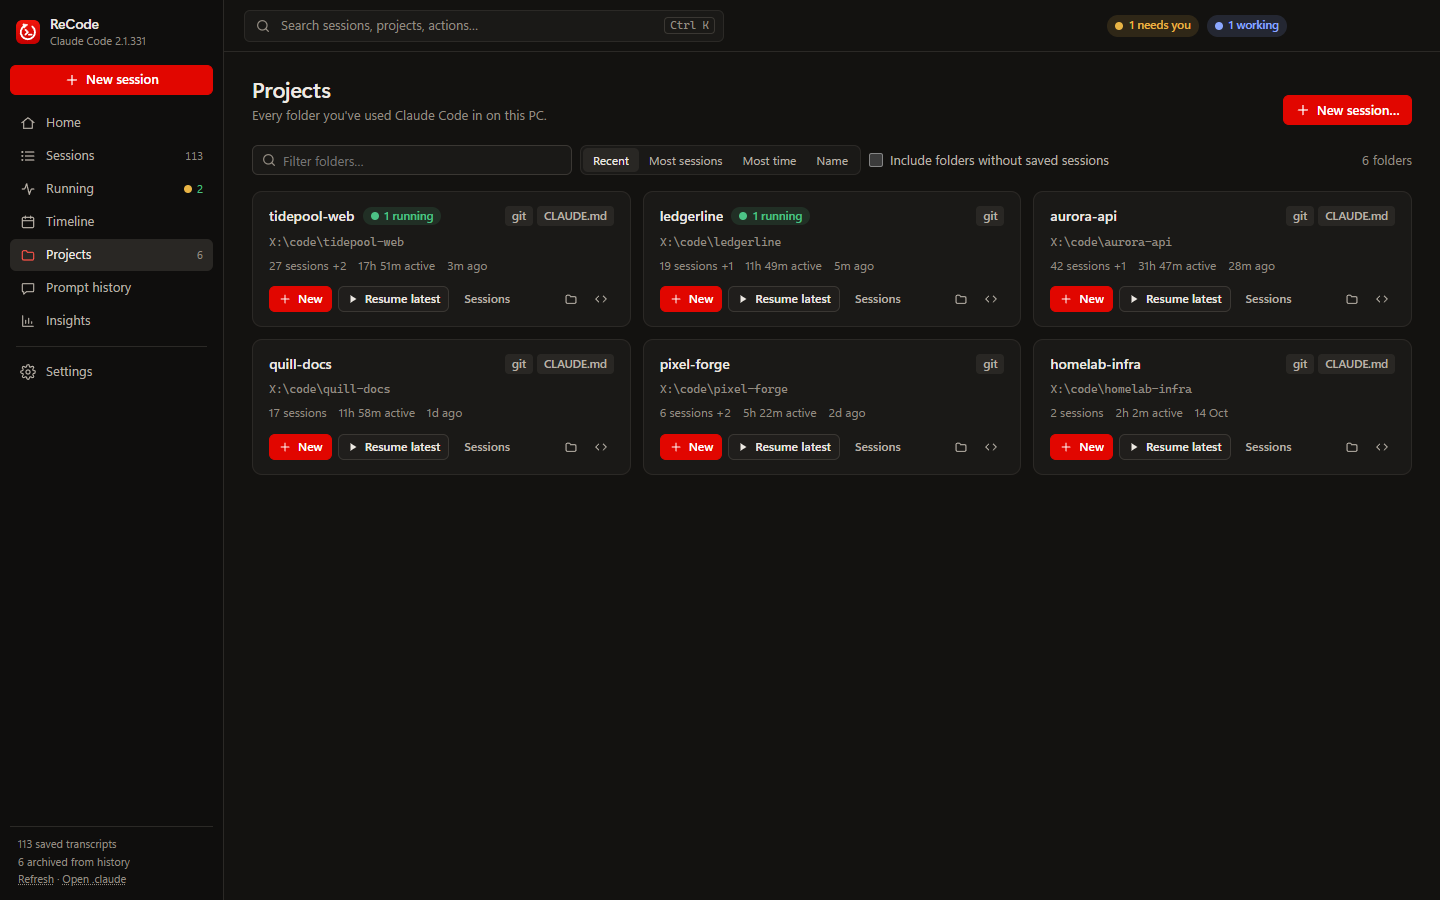 ReCode
Claude Code 2.1.331
New session
Home
Sessions 113
Running 2
Timeline
Projects 6
Prompt history
Insights
Settings
113 saved transcripts
6 archived from history
Refresh · Open .claude
Search sessions, projects, actions... Ctrl K
1 needs you 1 working
Projects
Every folder you've used Claude Code in on this PC.
New session...
Filter folders... Recent Most sessions Most time Name Include folders without saved sessions 6 folders
tidepool-web 1 running git CLAUDE.md
X:\code\tidepool-web
27 sessions +2 17h 51m active 3m ago
New Resume latest Sessions
ledgerline 1 running git
X:\code\ledgerline
19 sessions +1 11h 49m active 5m ago
New Resume latest Sessions
aurora-api git CLAUDE.md
X:\code\aurora-api
42 sessions +1 31h 47m active 28m ago
New Resume latest Sessions
quill-docs git CLAUDE.md
X:\code\quill-docs
17 sessions 11h 58m active 1d ago
New Resume latest Sessions
pixel-forge git
X:\code\pixel-forge
6 sessions +2 5h 22m active 2d ago
New Resume latest Sessions
homelab-infra git CLAUDE.md
X:\code\homelab-infra
2 sessions 2h 2m active 14 Oct
New Resume latest Sessions